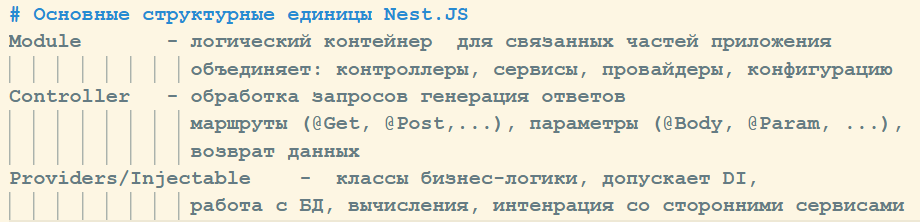 # Основные структурные единицы Nest.JS
Module - логический контейнер для связанных частей приложения
объединяет: контроллеры, сервисы, провайдеры, конфигурацию
Controller - обработка запросов генерация ответов
маршруты (@Get, @Post,...), параметры (@Body, @Param, ...),
возврат данных
Providers/Injectable - классы бизнес-логики, допускает DI,
работа с БД, вычисления, интенрация со сторонними сервисами